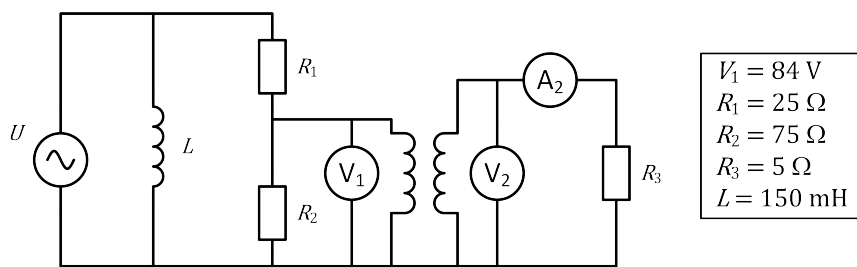 U
L
R₁
R₂
V₁
V₂
A₂
R₃
V₁ = 84 V
R₁ = 25 Ω
R₂ = 75 Ω
R₃ = 5 Ω
L = 150 mH